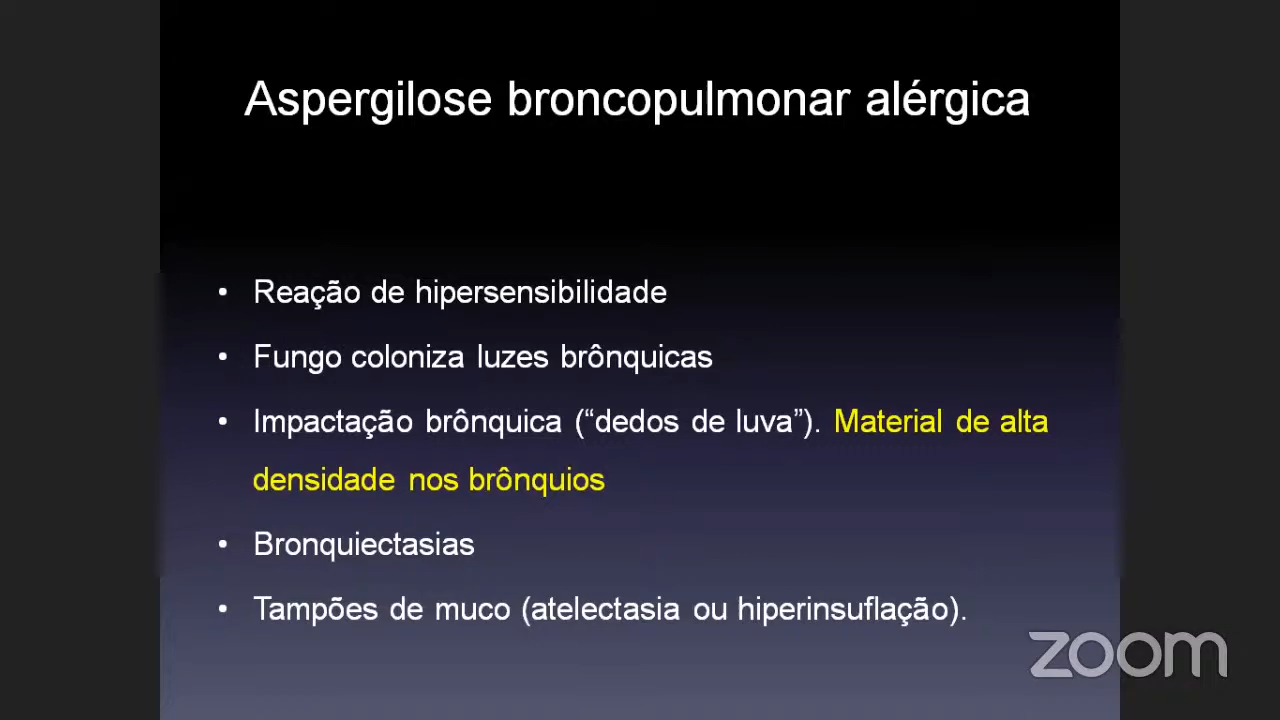 Aspergilose broncopulmonar alérgica
• Reação de hipersensibilidade
• Fungo coloniza luzes brônquicas
• Impactação brônquica (“dedos de luva”). Material de alta
densidade nos brônquios
• Bronquiectasias
• Tampões de muco (atelectasia ou hiperinsuflação).
zoom